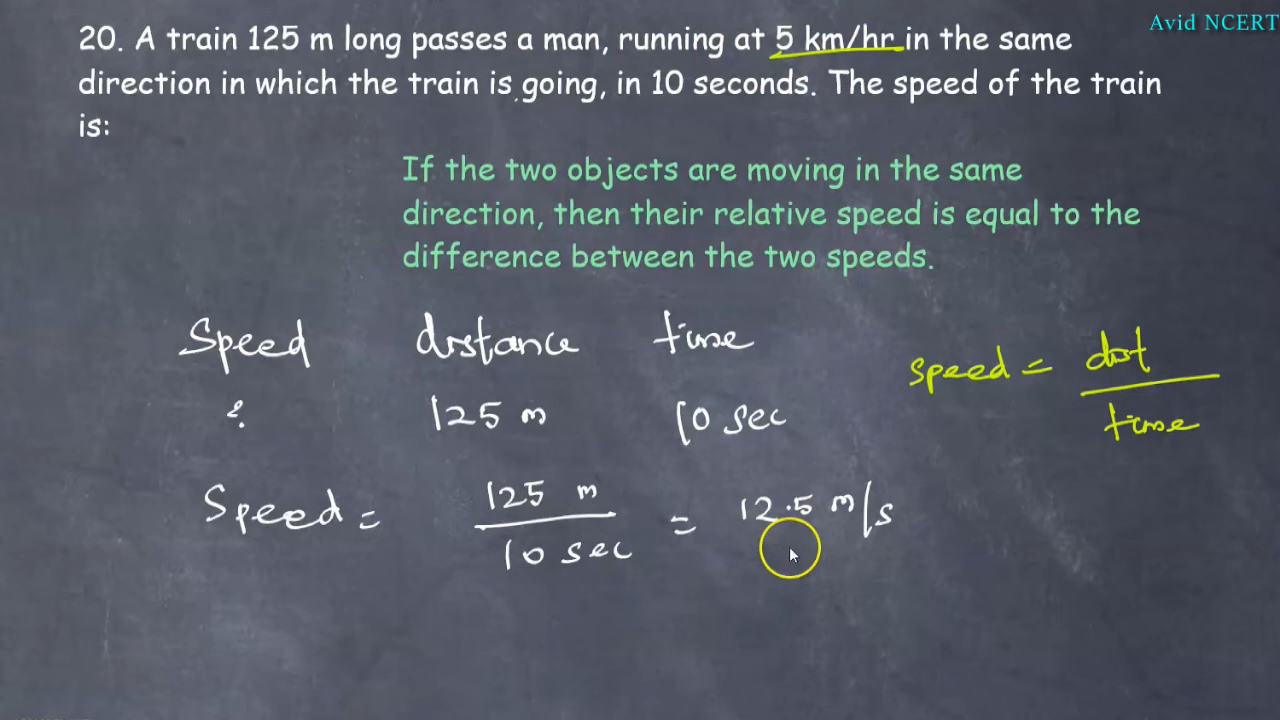 Avid NCERT
20. A train 125 m long passes a man, running at 5 km/hr in the same
direction in which the train is going, in 10 seconds. The speed of the train
is:
If the two objects are moving in the same
direction, then their relative speed is equal to the
difference between the two speeds.
Speed distance time
? 125 m 10 sec
speed = dist / time
Speed = 125 m / 10 sec = 12.5 m/s